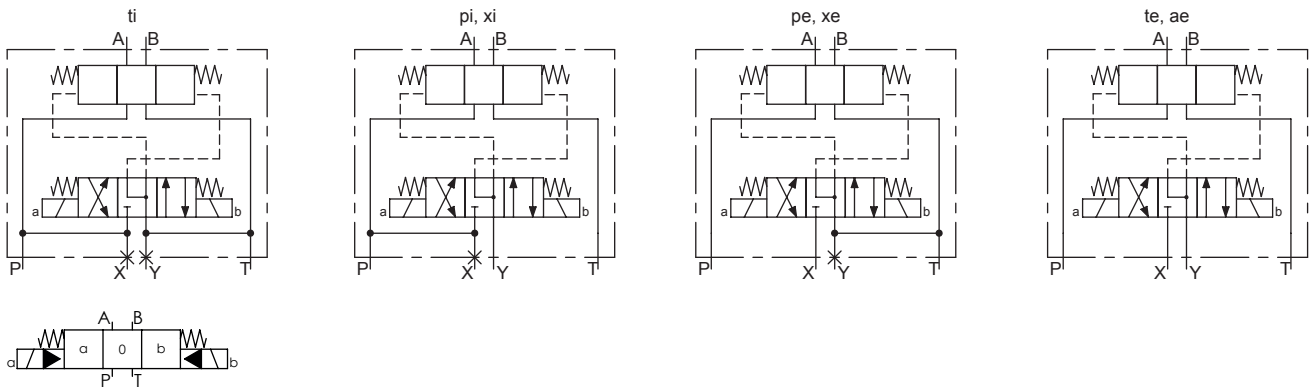 ti pi, xi pe, xe te, ae
A B A B A B A B
a b a b a b a b
P X Y T P X Y T P X Y T P X Y T
A B
a a 0 b b
P T